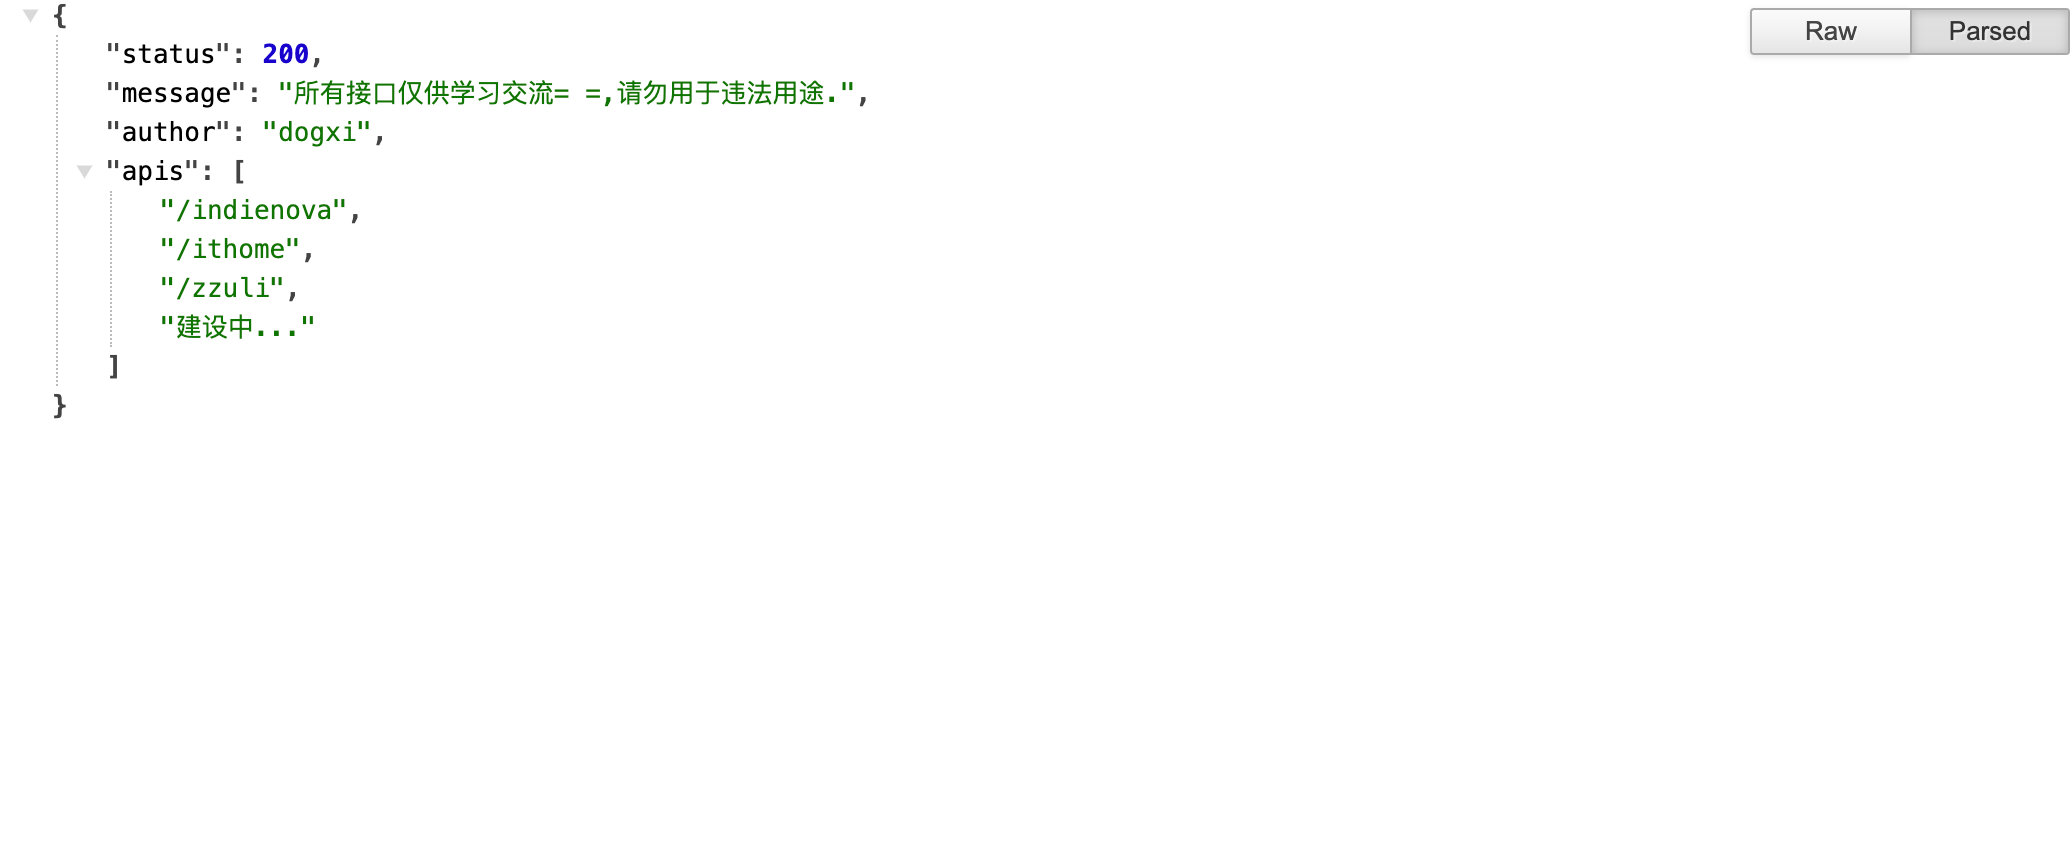 {
"status": 200,
"message": "所有接口仅供学习交流= =,请勿用于违法用途.",
"author": "dogxi",
"apis": [
"/indienova",
"/ithome",
"/zzuli",
"建设中..."
]
}
Raw
Parsed